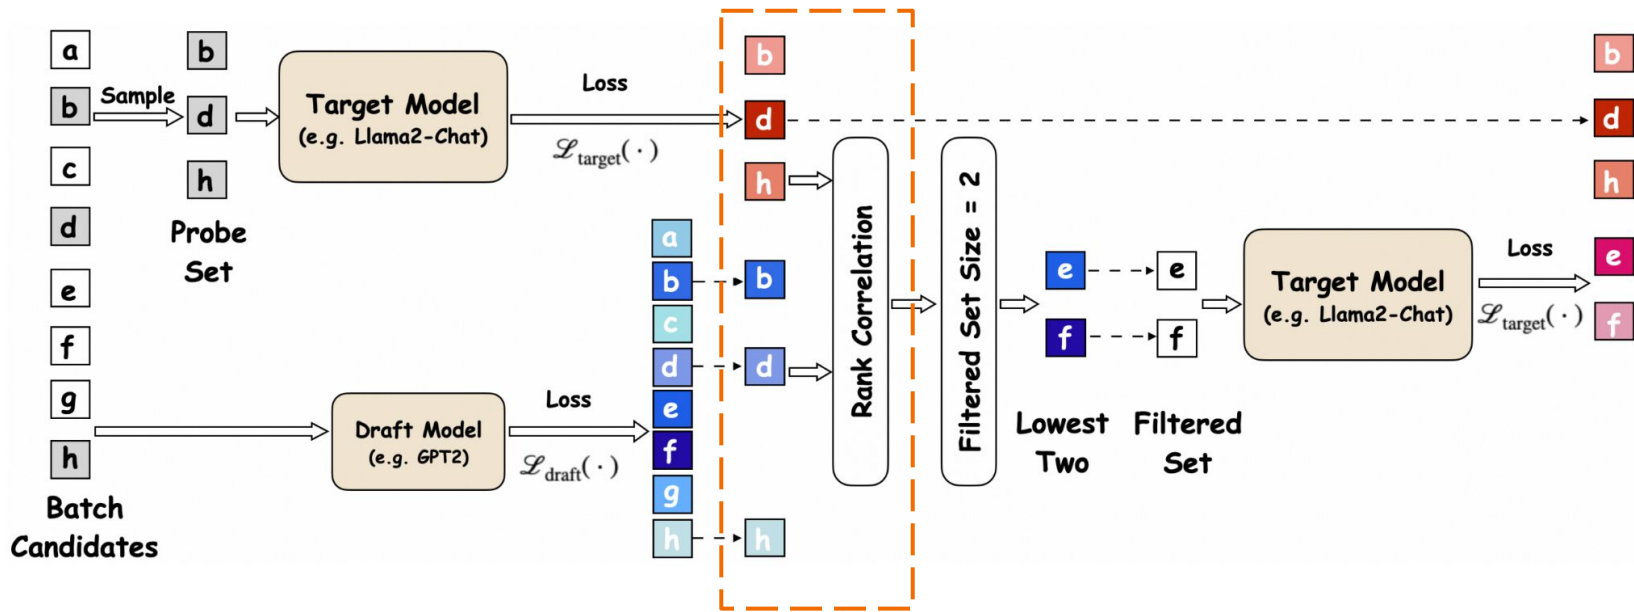 a
b
c
d
e
f
g
h
Batch
Candidates
Sample
b
d
h
Probe
Set
Target Model
(e.g. Llama2-Chat)
Loss
ℒtarget(·)
Draft Model
(e.g. GPT2)
Loss
ℒdraft(·)
a
b
c
d
e
f
g
h
b
d
h
b
d
h
Rank Correlation
Filtered Set Size = 2
e
f
Lowest
Two
e
f
Filtered
Set
Target Model
(e.g. Llama2-Chat)
Loss
ℒtarget(·)
b
d
h
e
f